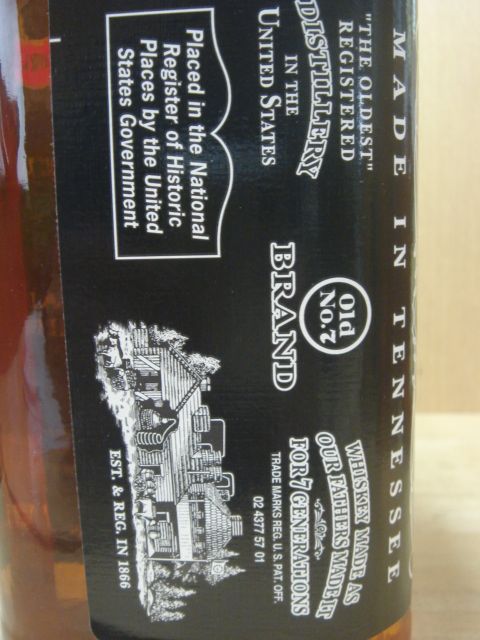 MADE IN TENNESSEE
"THE OLDEST"
REGISTERED
DISTILLERY
IN THE
UNITED STATES
Placed in the National
Register of Historic
Places by the United
States Government
Old
No.7
BRAND
WHISKEY MADE AS
OUR FATHERS MADE IT
FOR 7 GENERATIONS
TRADE MARKS REG. U.S. PAT. OFF.
02 4377 57 01
EST. & REG. IN 1866